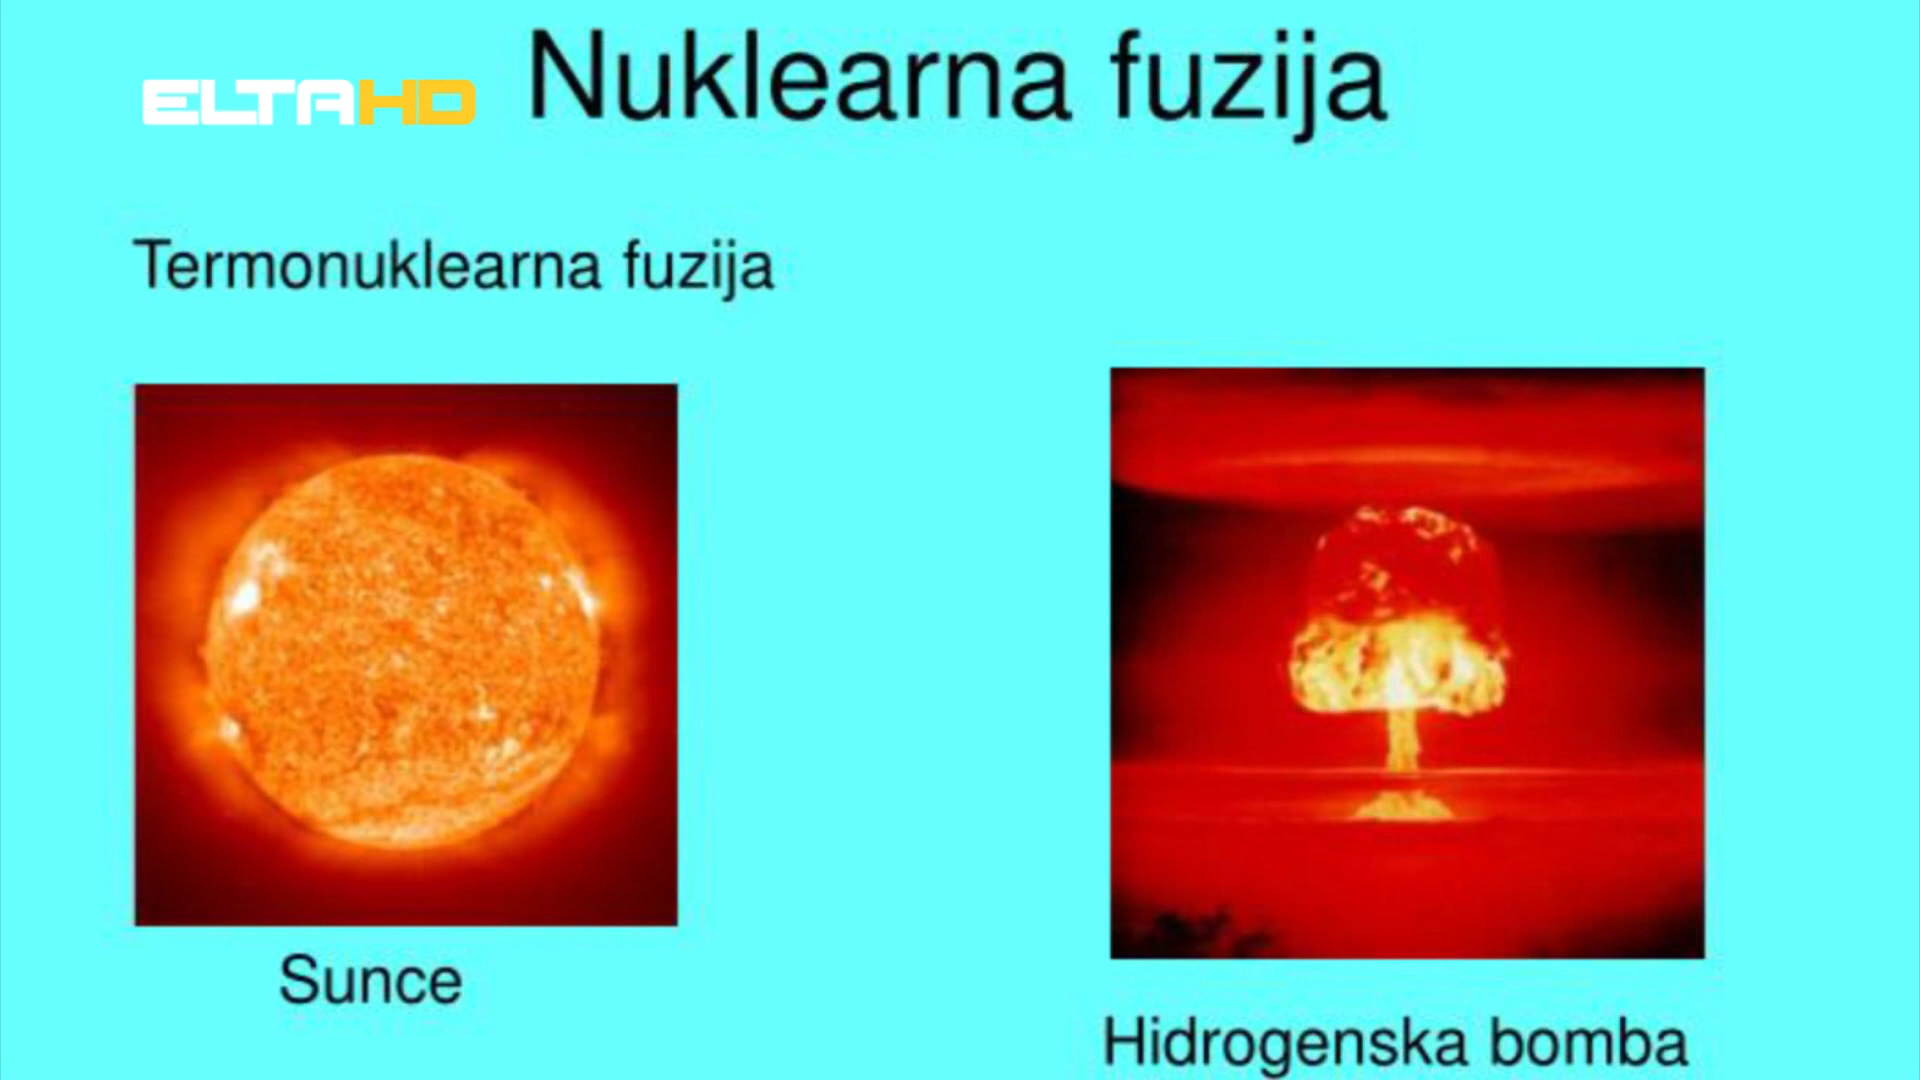 ELTAHD
Nuklearna fuzija
Termonuklearna fuzija
Sunce
Hidrogenska bomba